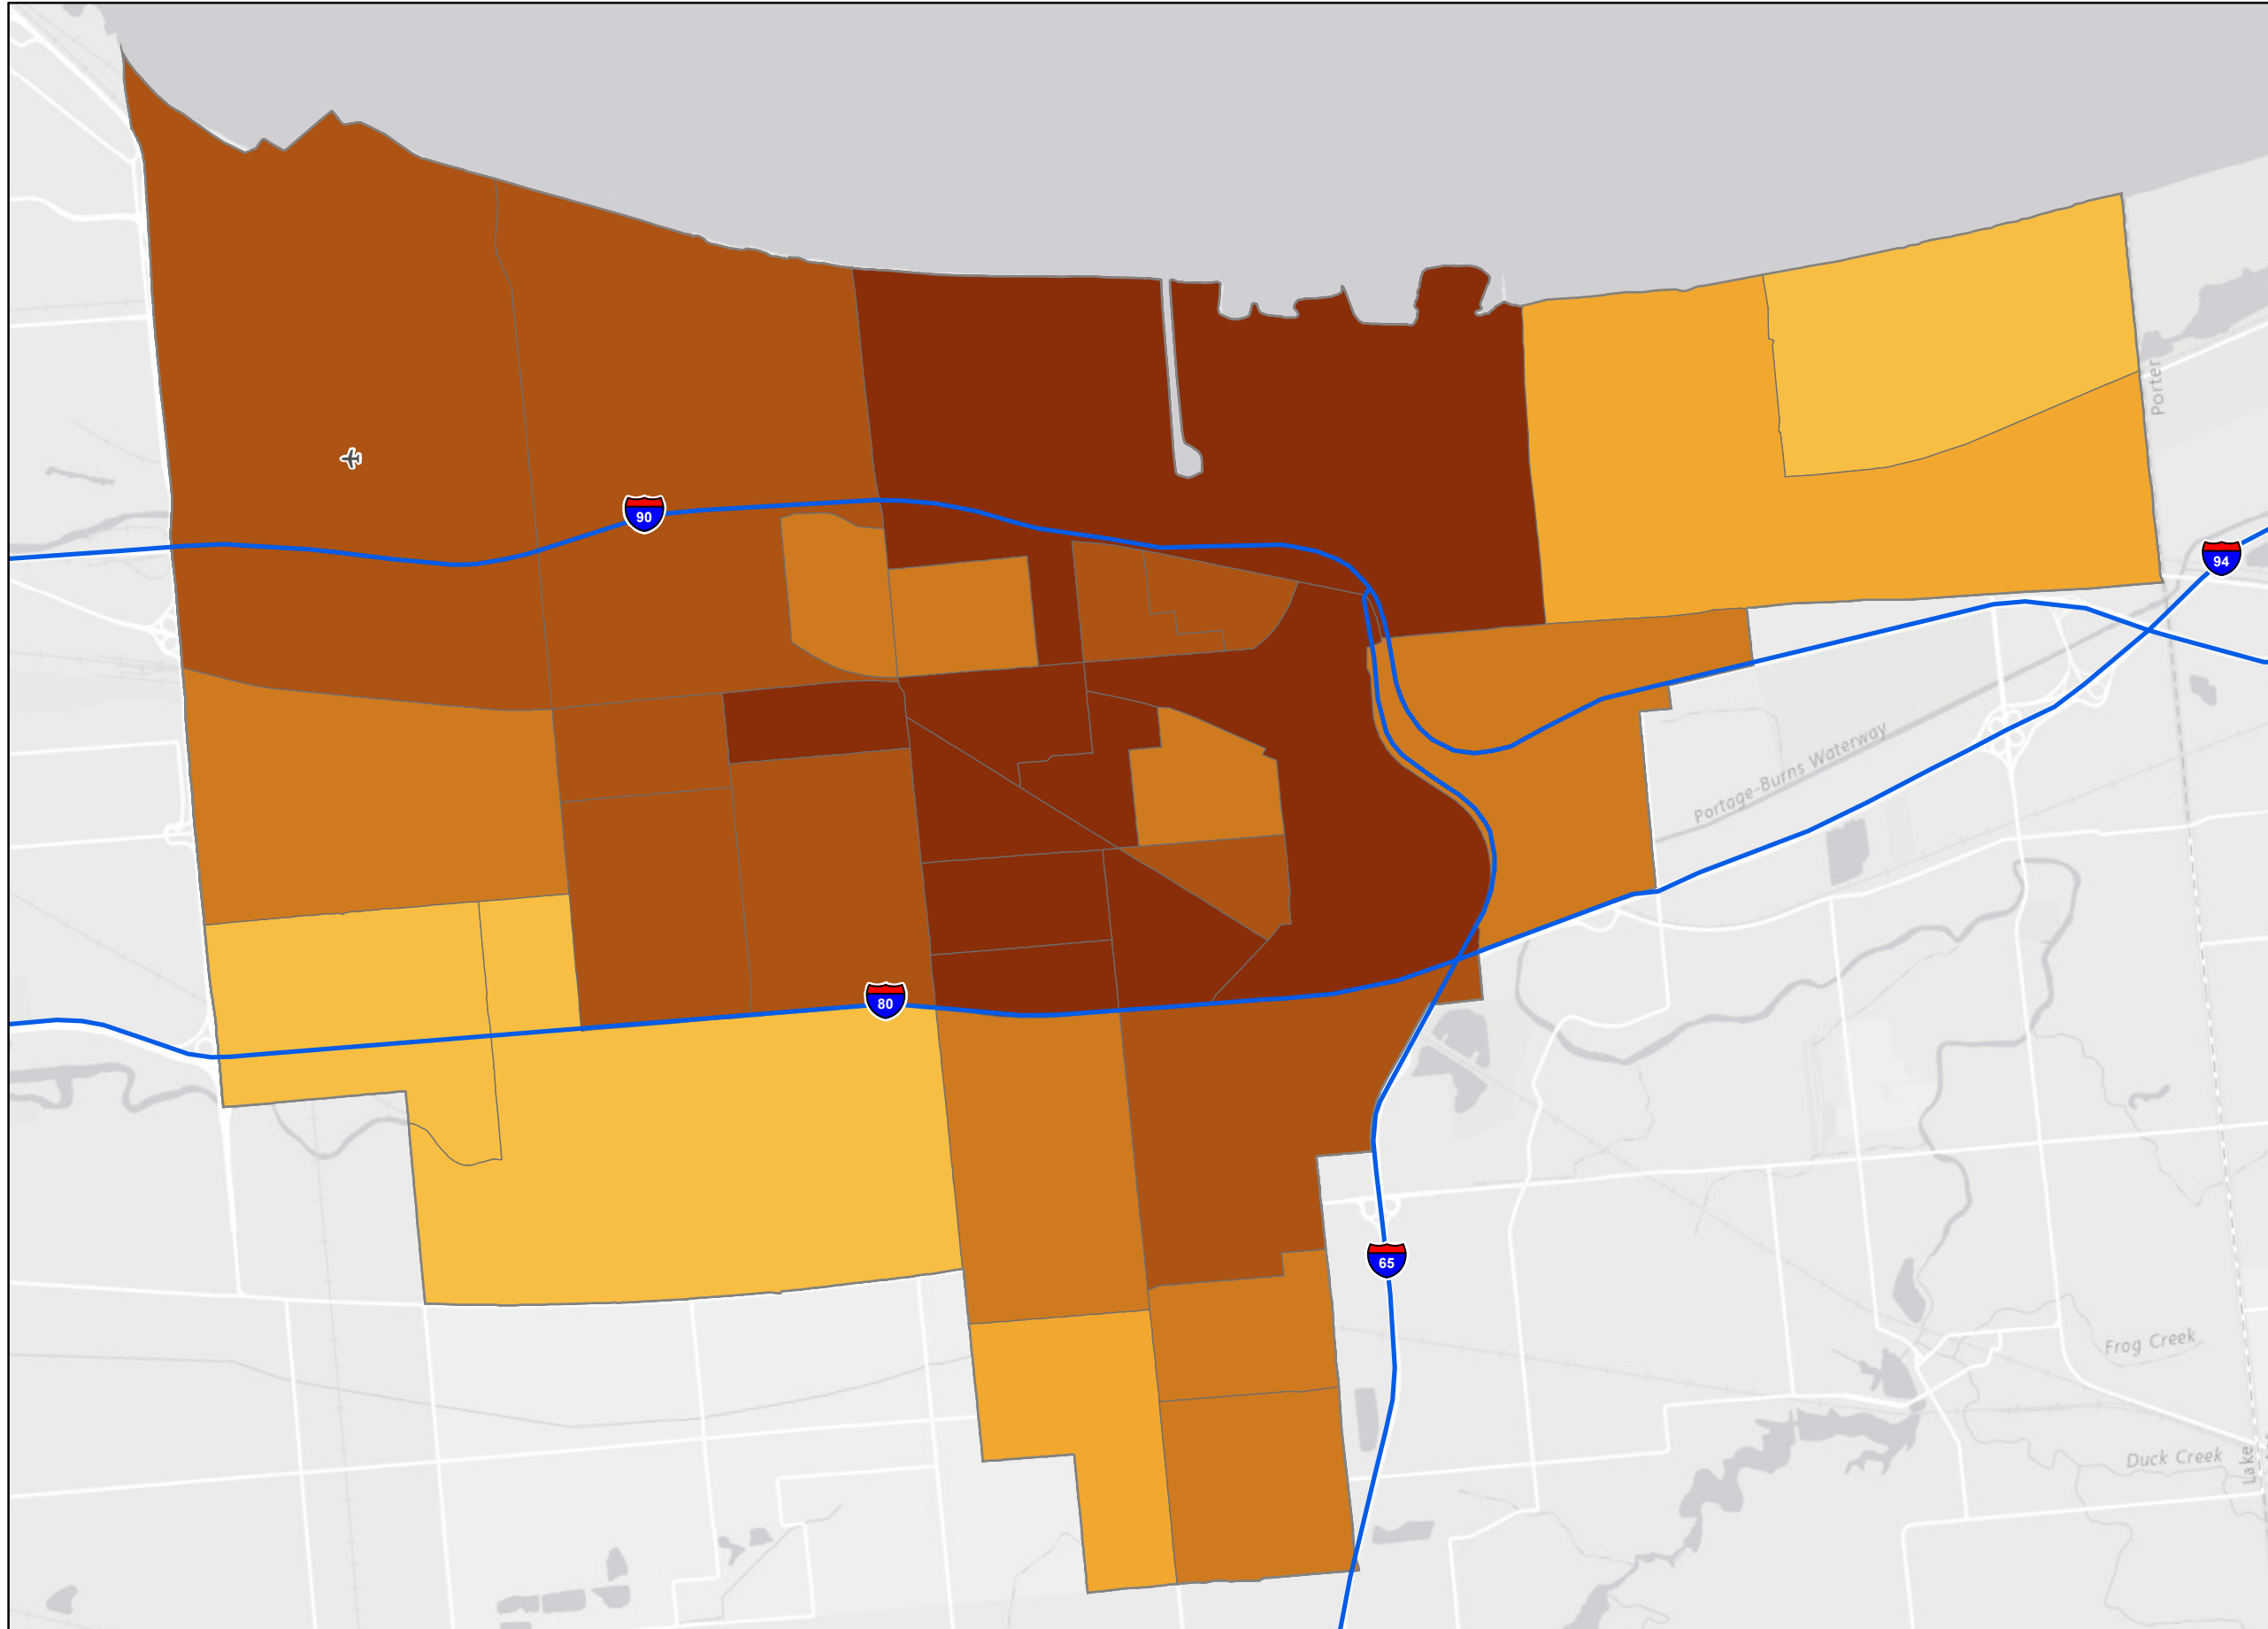 Porter
90
94
Portage-Burns Waterway
80
65
Frog Creek
Duck Creek
Lake